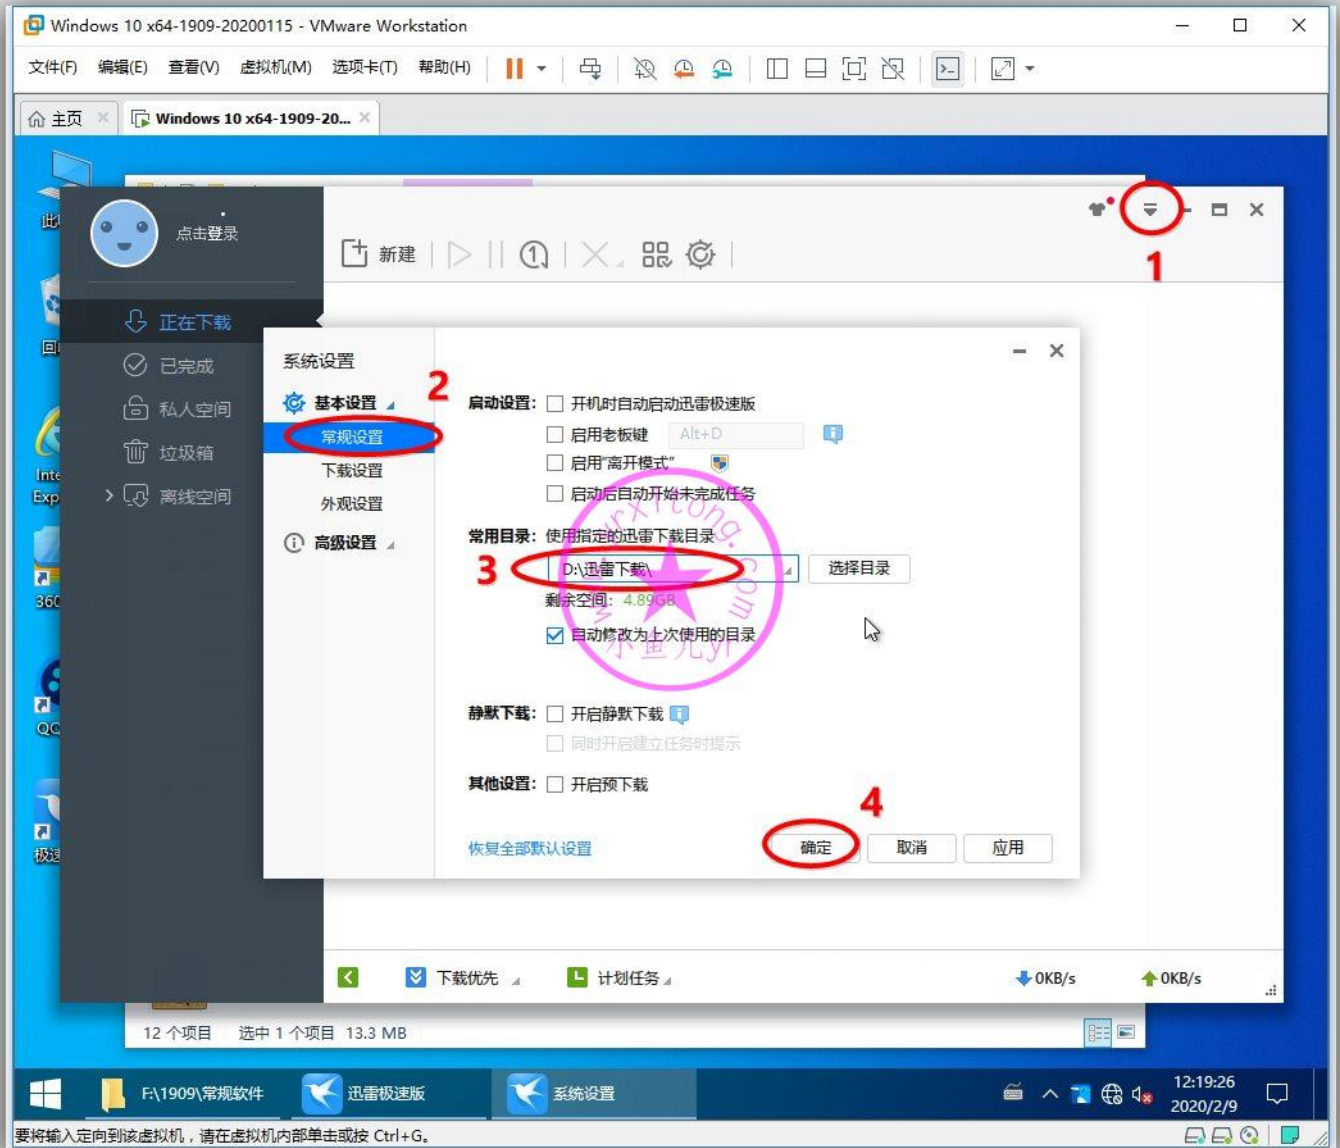 Windows 10 x64-1909-20200115 - VMware Workstation
文件(F) 编辑(E) 查看(V) 虚拟机(M) 选项卡(T) 帮助(H)
主页 Windows 10 x64-1909-20...
点击登录
新建
1
正在下载
已完成
私人空间
垃圾箱
离线空间
系统设置
2
基本设置
常规设置
下载设置
外观设置
高级设置
启动设置: 开机时自动启动迅雷极速版
启用老板键 Alt+D
启用"离开模式"
启动后自动开始未完成任务
常用目录: 使用指定的迅雷下载目录
3 D:\迅雷下载\ 选择目录
剩余空间: 4.89GB
自动修改为上次使用的目录
小鱼儿yr
静默下载: 开启静默下载
同时开启建立任务时提示
其他设置: 开启预下载
4
恢复全部默认设置 确定 取消 应用
Inte
Exp
360
QQ
极速
下载优先 计划任务 0KB/s 0KB/s
12 个项目 选中 1 个项目 13.3 MB
F:\1909\常规软件 迅雷极速版 系统设置 12:19:26
2020/2/9
要将输入定向到该虚拟机，请在虚拟机内部单击或按 Ctrl+G。